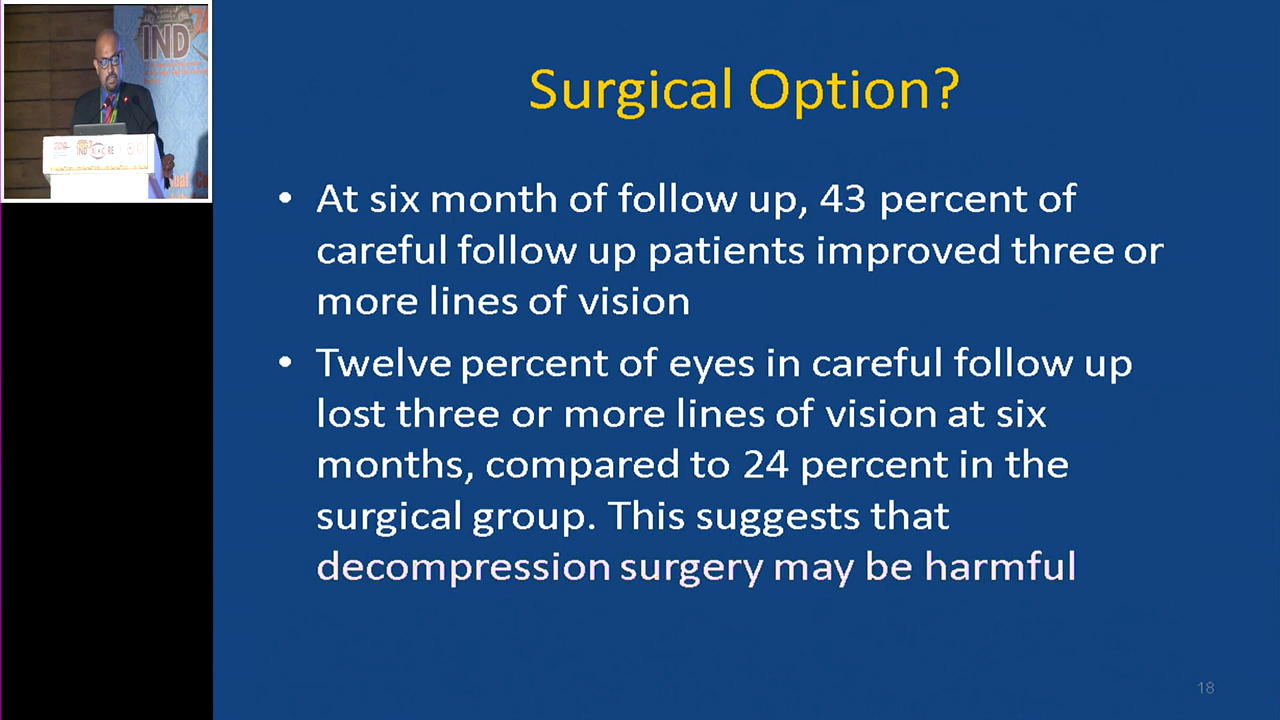 IND
Surgical Option?
• At six month of follow up, 43 percent of
careful follow up patients improved three or
more lines of vision
• Twelve percent of eyes in careful follow up
lost three or more lines of vision at six
months, compared to 24 percent in the
surgical group. This suggests that
decompression surgery may be harmful
18